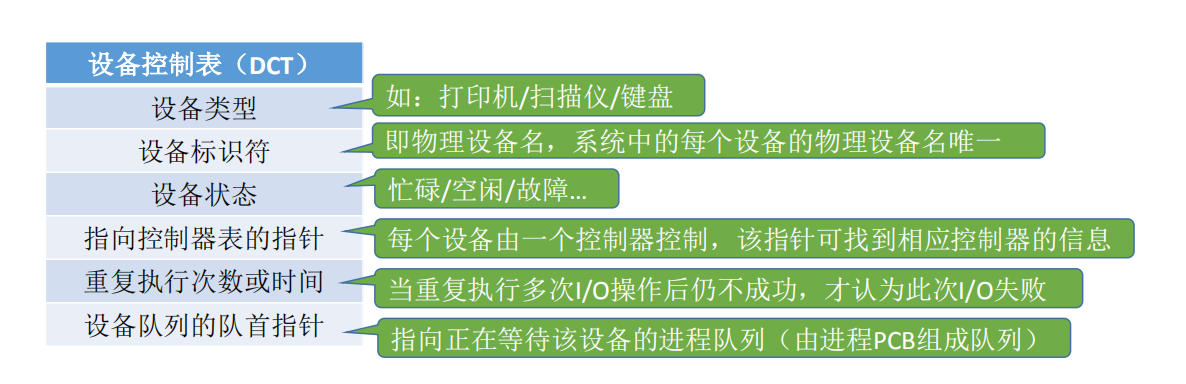 设备控制表（DCT）
设备类型
如：打印机/扫描仪/键盘
设备标识符
即物理设备名，系统中的每个设备的物理设备名唯一
设备状态
忙碌/空闲/故障...
指向控制器表的指针
每个设备由一个控制器控制，该指针可找到相应控制器的信息
重复执行次数或时间
当重复执行多次I/O操作后仍不成功，才认为此次I/O失败
设备队列的队首指针
指向正在等待该设备的进程队列（由进程PCB组成队列）